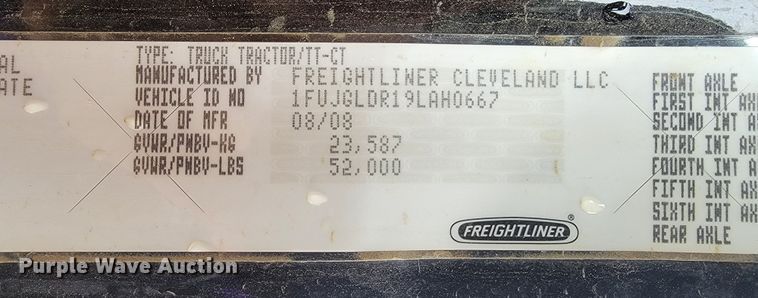 TYPE: TRUCK TRACTOR/TT-CT
AL MANUFACTURED BY FREIGHTLINER CLEVELAND LLC FRONT AXLE
ATE VEHICLE ID NO 1FUJGLDR19LAH0667 FIRST INT AX
DATE OF MFR 08/08 SECOND INT A
GVWR/PNBV-KG 23,587 THIRD INT AX
GVWR/PNBV-LBS 52,000 FOURTH INT A
FIFTH INT AX
SIXTH INT AX
FREIGHTLINER® REAR AXLE
Purple Wave Auction